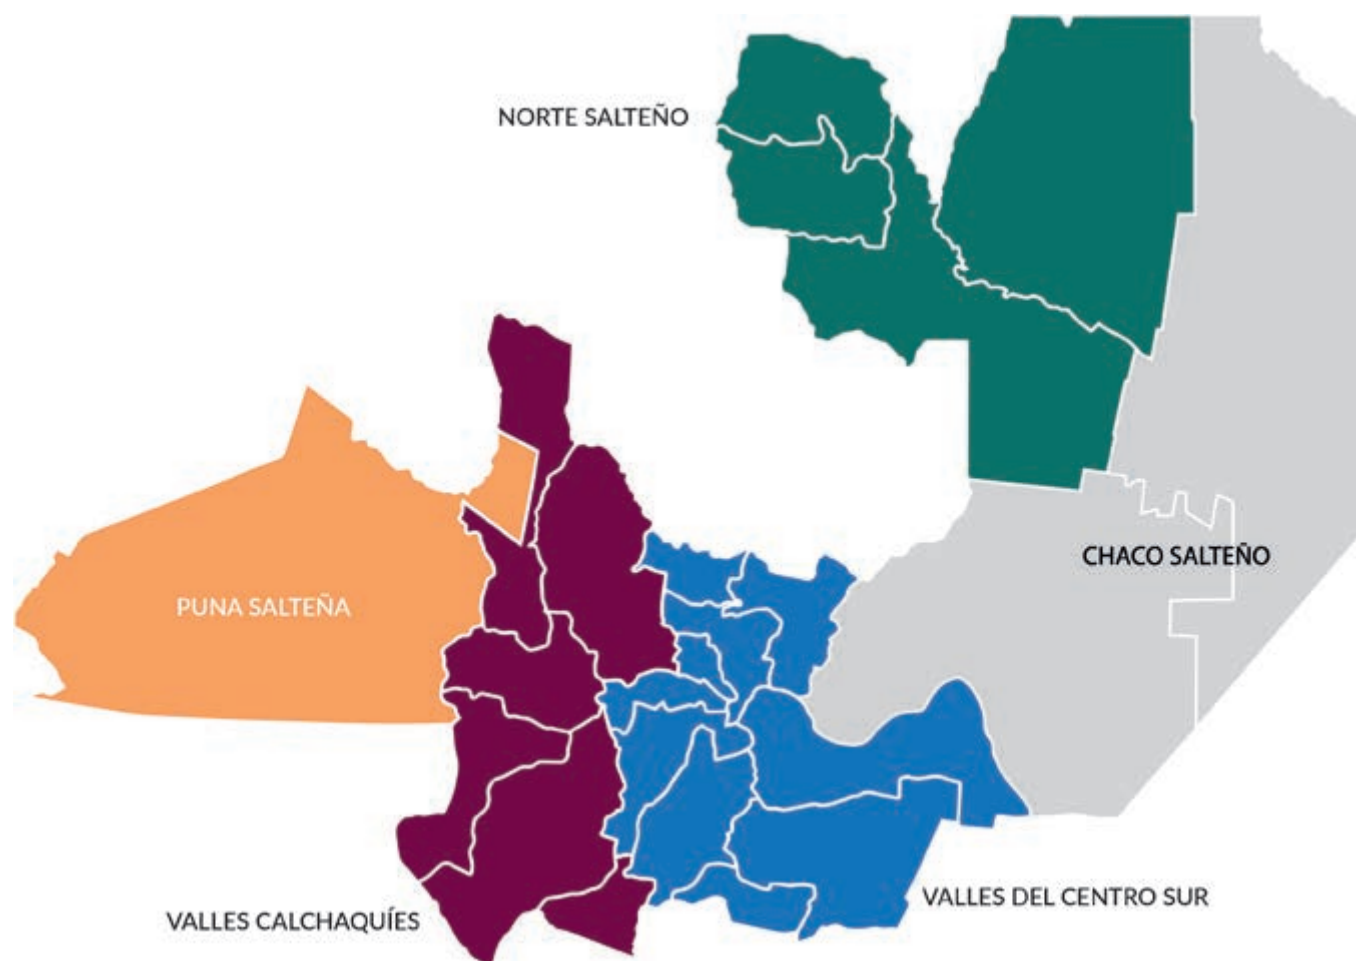 NORTE SALTEÑO
CHACO SALTEÑO
PUNA SALTEÑA
VALLES DEL CENTRO SUR
VALLES CALCHAQUÍES